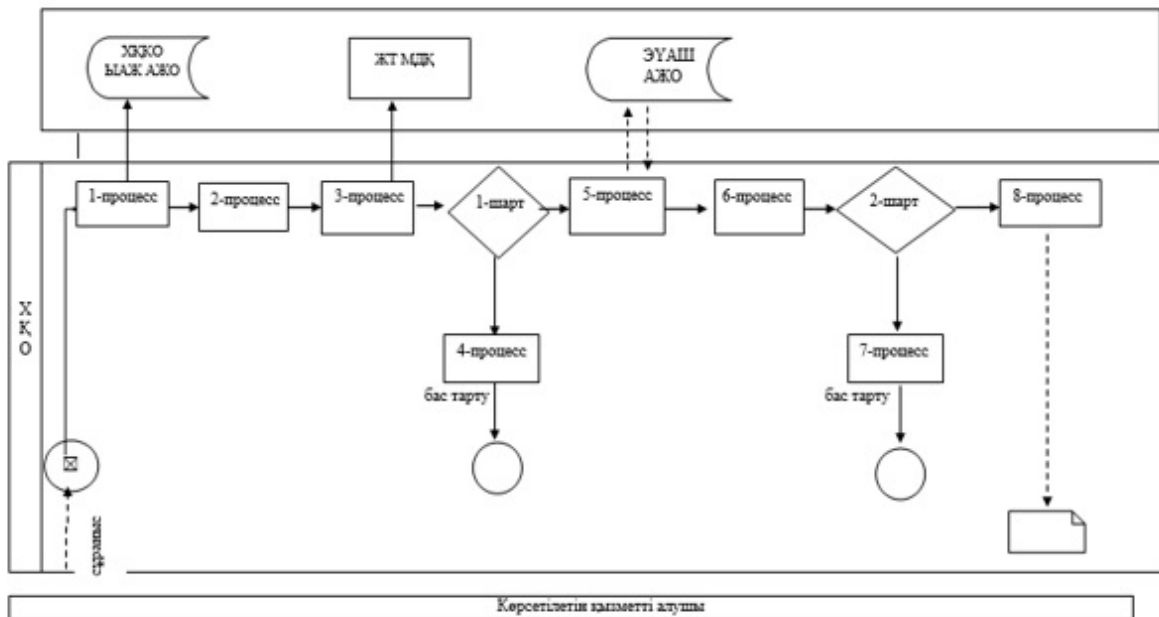 ХҚКО
ЫАЖ АЖО
ЖТ МДҚ
ЭҮАШ
АЖО
1-процесс
2-процесс
3-процесс
1-шарт
5-процесс
6-процесс
2-шарт
8-процесс
Х
Қ
О
4-процесс
7-процесс
бас тарту
бас тарту
сұраныс
Көрсетілетін қызметті алушы